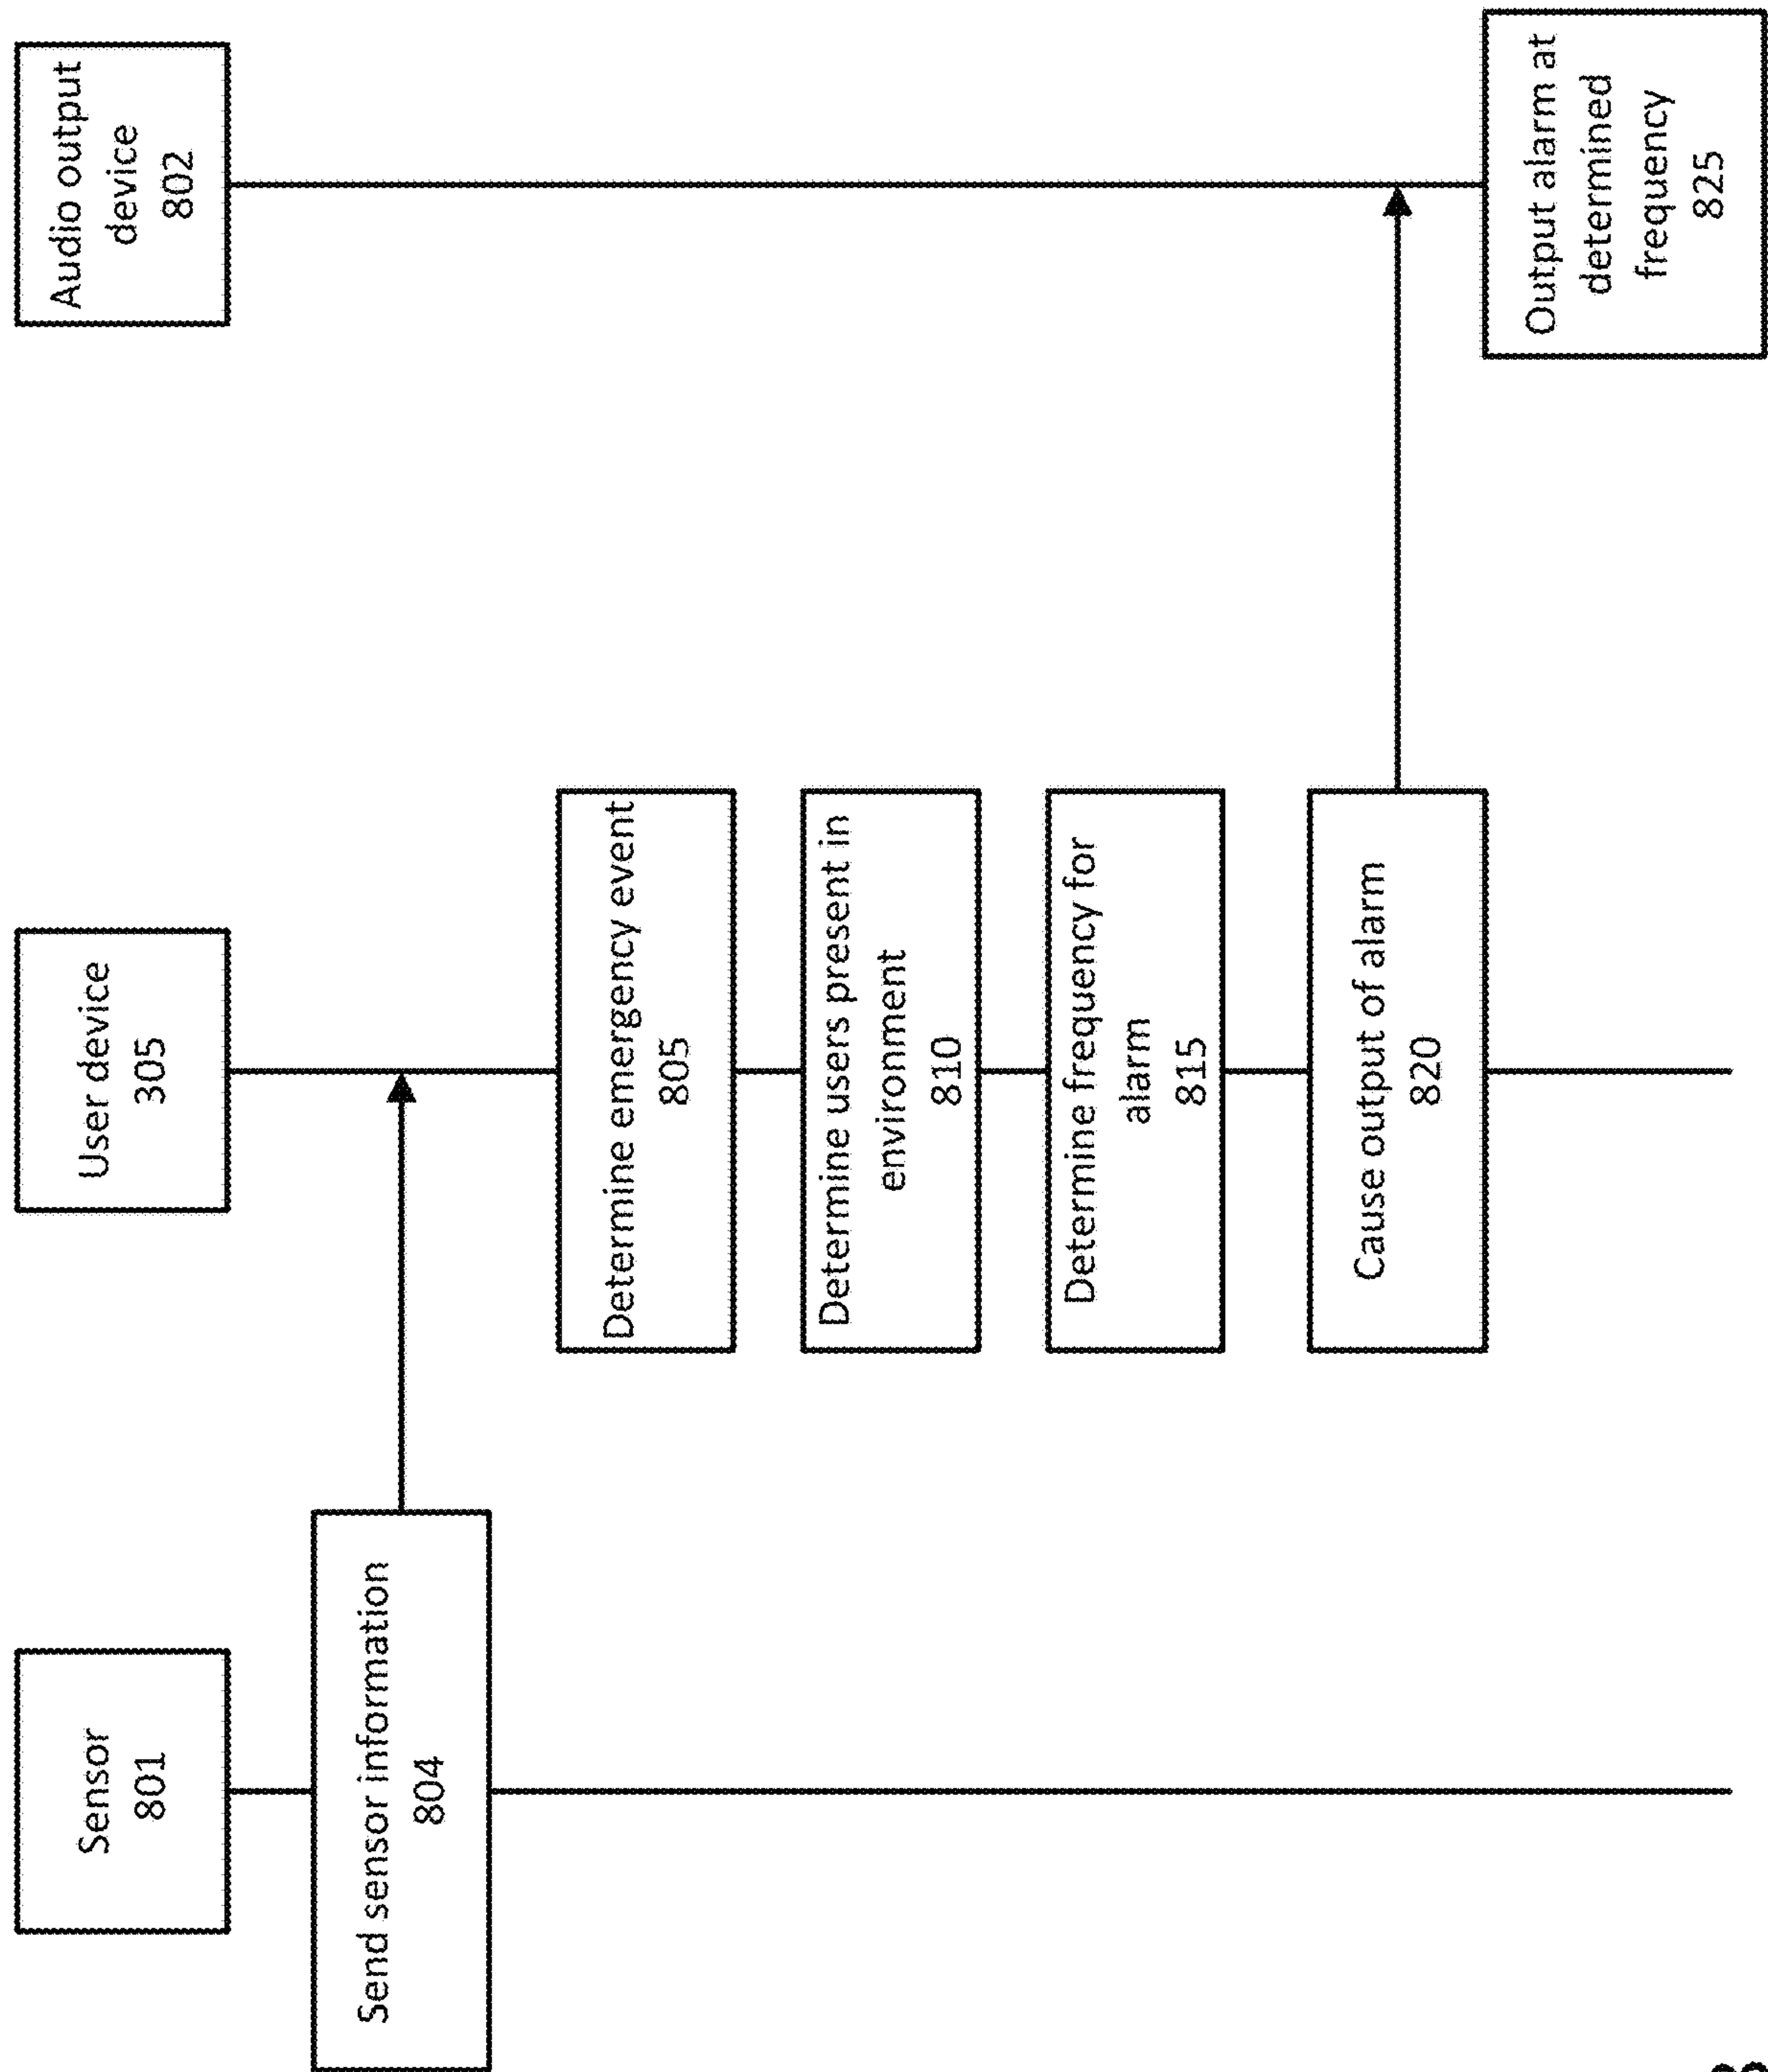 Sensor
801
User device
305
Audio output
device
802
Send sensor information
804
Determine emergency event
805
Determine users present in
environment
810
Determine frequency for
alarm
815
Cause output of alarm
820
Output alarm at
determined
frequency
825